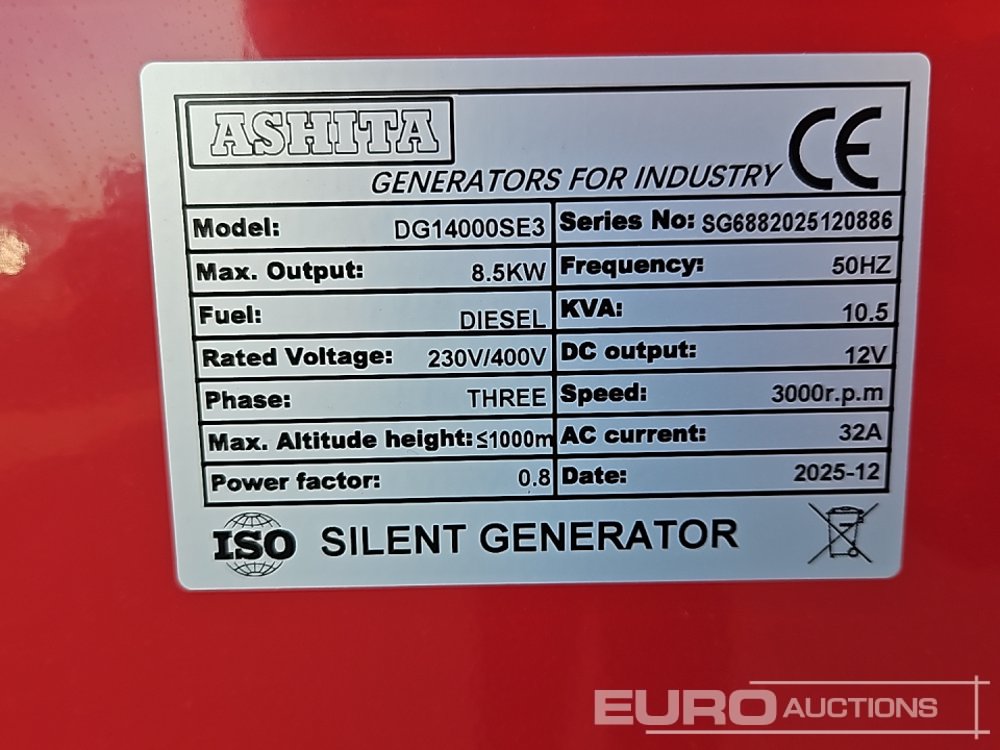 ASHITA
GENERATORS FOR INDUSTRY CE
Model: DG14000SE3 Series No: SG6882025120886
Max. Output: 8.5KW Frequency: 50HZ
Fuel: DIESEL KVA: 10.5
Rated Voltage: 230V/400V DC output: 12V
Phase: THREE Speed: 3000r.p.m
Max. Altitude height: ≤1000m AC current: 32A
Power factor: 0.8 Date: 2025-12
ISO SILENT GENERATOR
EURO AUCTIONS